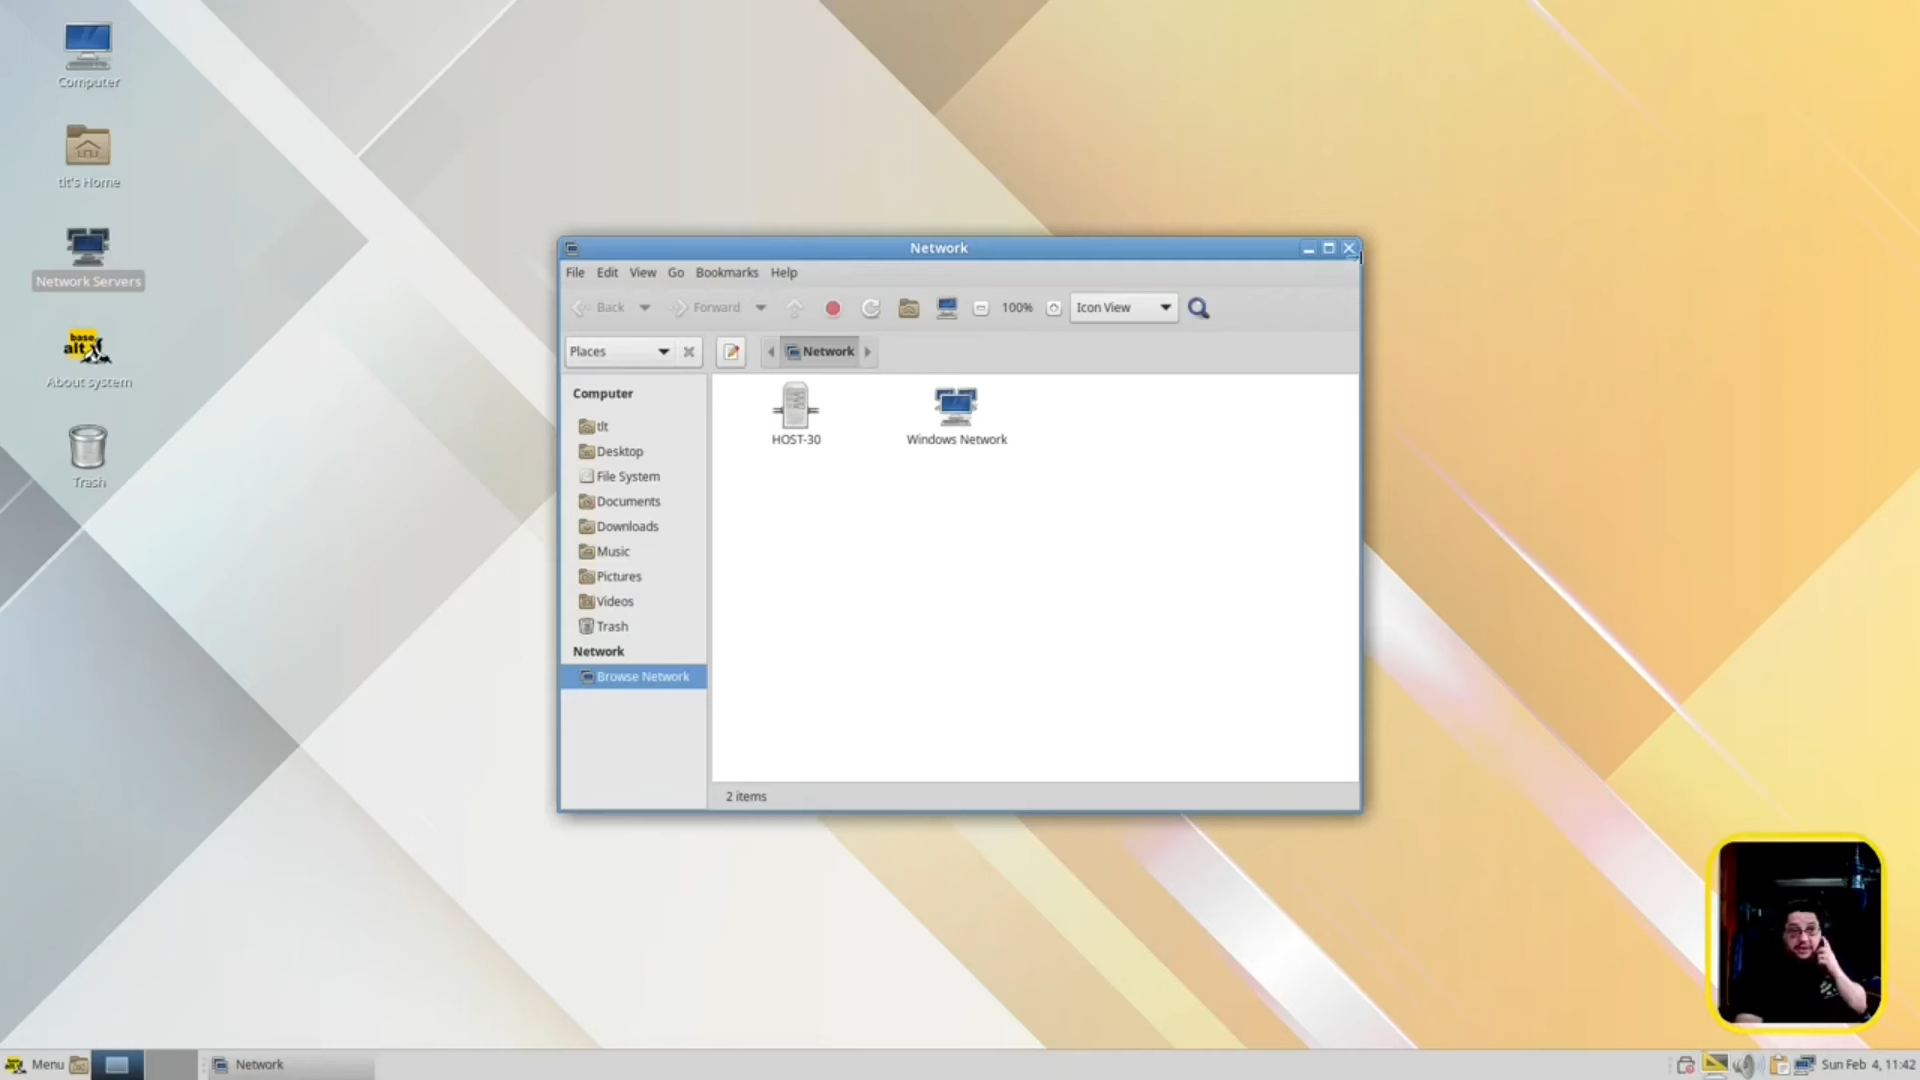 Computer
tlt's Home
Network Servers
base
alt
About system
Trash
Network
File Edit View Go Bookmarks Help
Back Forward 100% Icon View
Places Network
Computer
tlt
Desktop
File System
Documents
Downloads
Music
Pictures
Videos
Trash
Network
Browse Network
HOST-30
Windows Network
2 items
Menu Network Sun Feb 4, 11:42